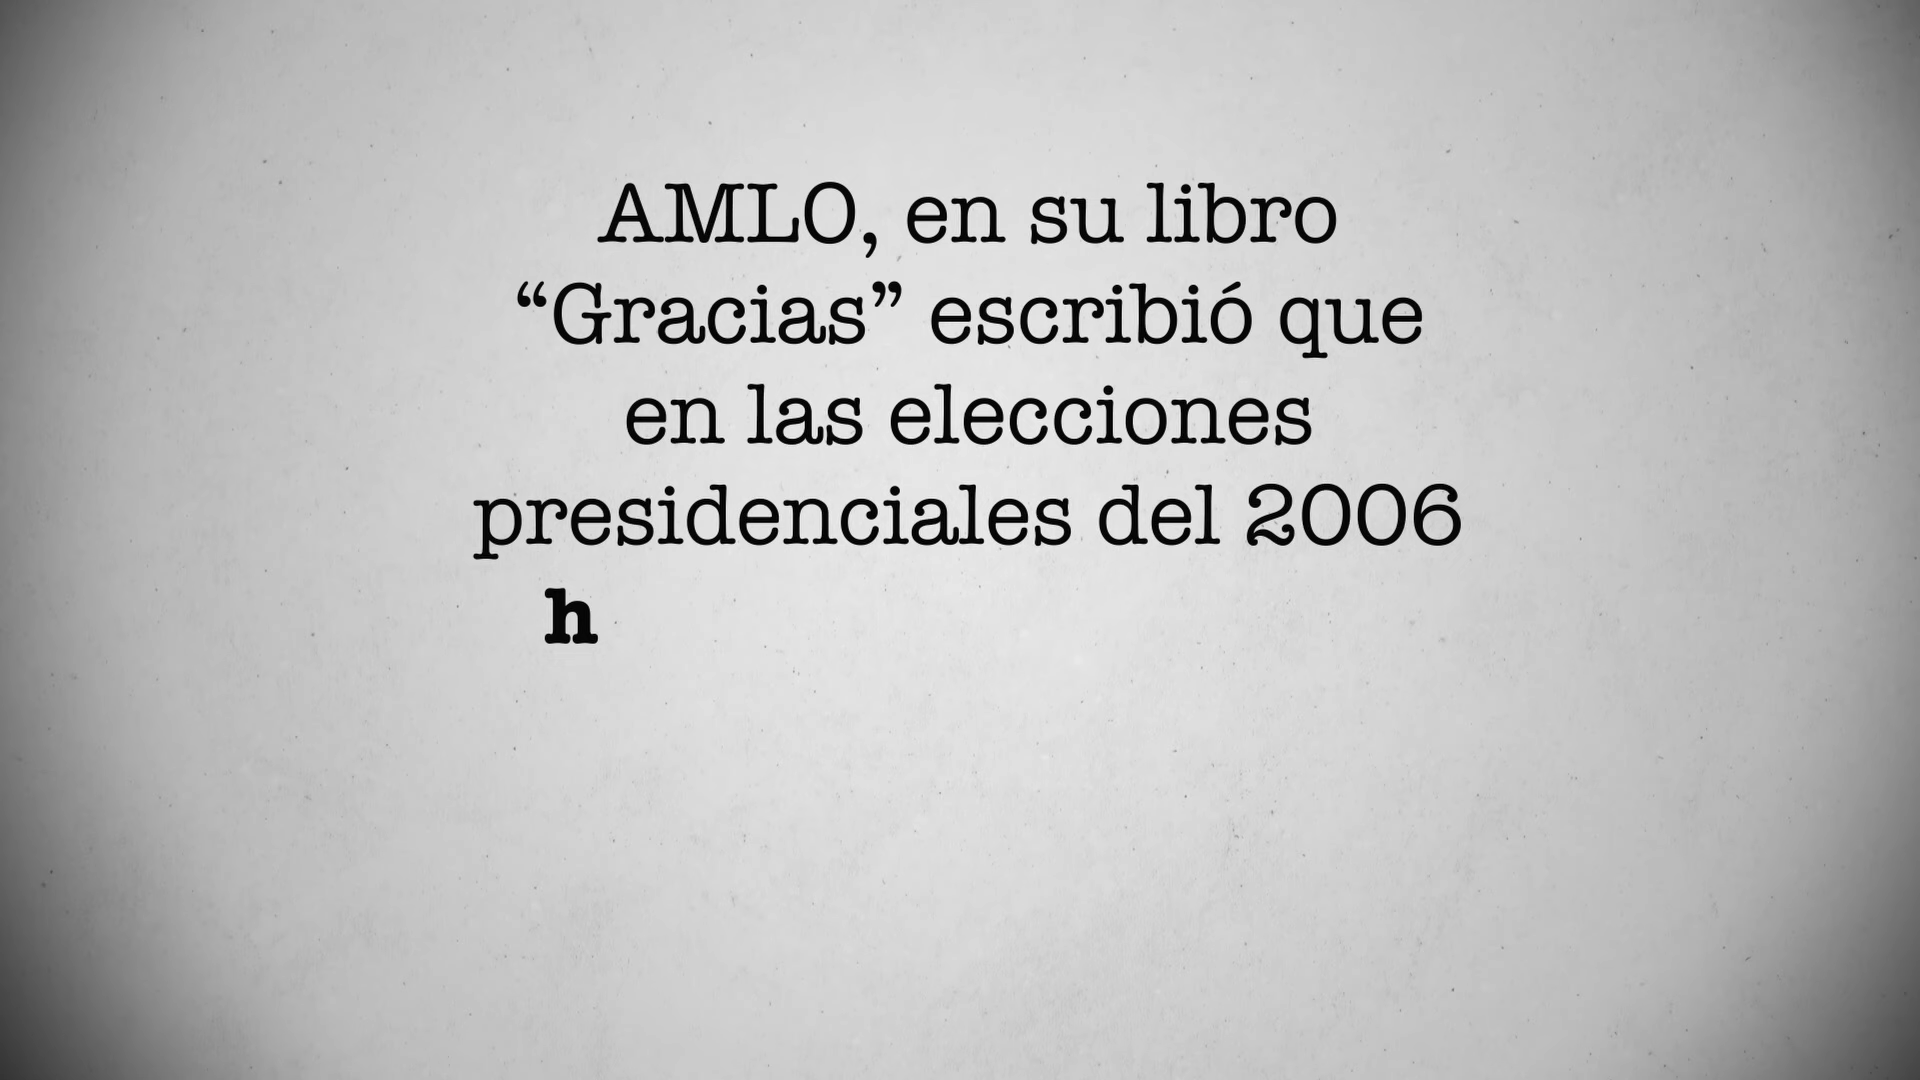 AMLO, en su libro
“Gracias” escribió que
en las elecciones
presidenciales del 2006
h